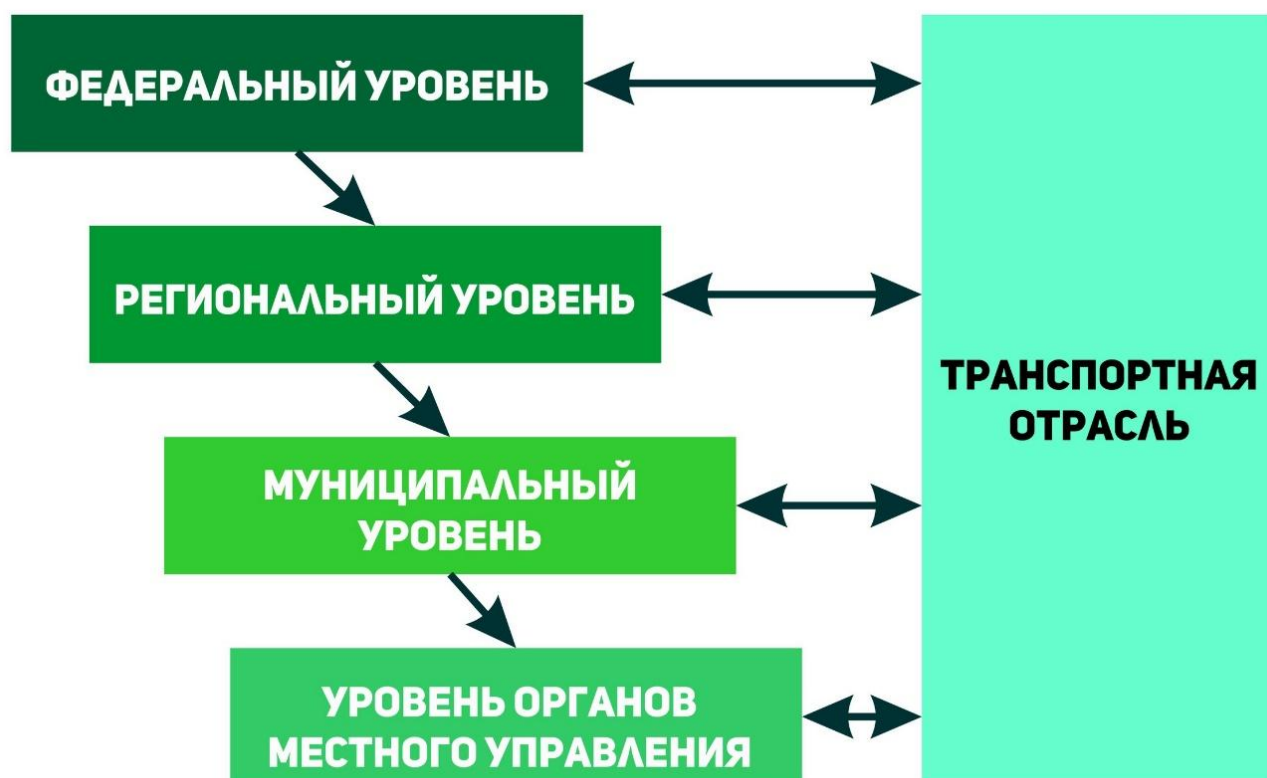 ФЕДЕРАЛЬНЫЙ УРОВЕНЬ
РЕГИОНАЛЬНЫЙ УРОВЕНЬ
МУНИЦИПАЛЬНЫЙ
УРОВЕНЬ
УРОВЕНЬ ОРГАНОВ
МЕСТНОГО УПРАВЛЕНИЯ
ТРАНСПОРТНАЯ
ОТРАСЛЬ